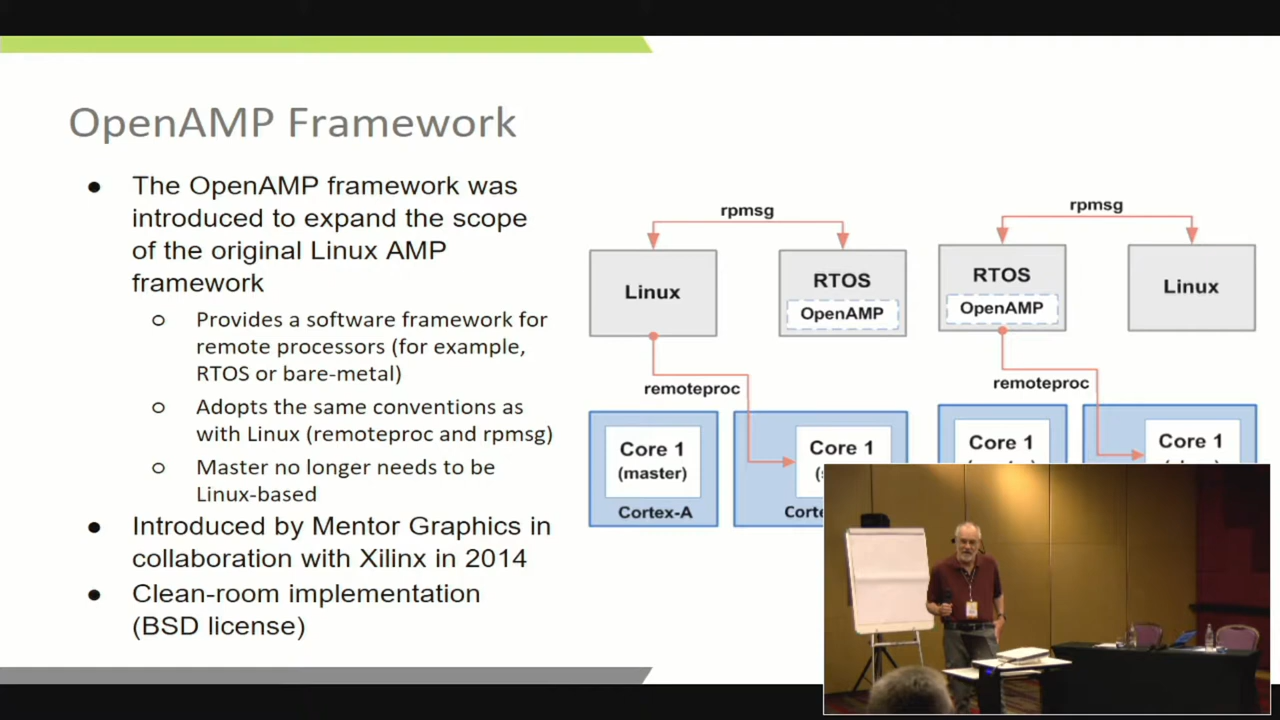 OpenAMP Framework
● The OpenAMP framework was
introduced to expand the scope
of the original Linux AMP
framework
○ Provides a software framework for
remote processors (for example,
RTOS or bare-metal)
○ Adopts the same conventions as
with Linux (remoteproc and rpmsg)
○ Master no longer needs to be
Linux-based
● Introduced by Mentor Graphics in
collaboration with Xilinx in 2014
● Clean-room implementation
(BSD license)
rpmsg
Linux
RTOS
OpenAMP
remoteproc
Core 1
(master)
Cortex-A
Core 1
rpmsg
RTOS
OpenAMP
Linux
remoteproc
Core 1
Core 1